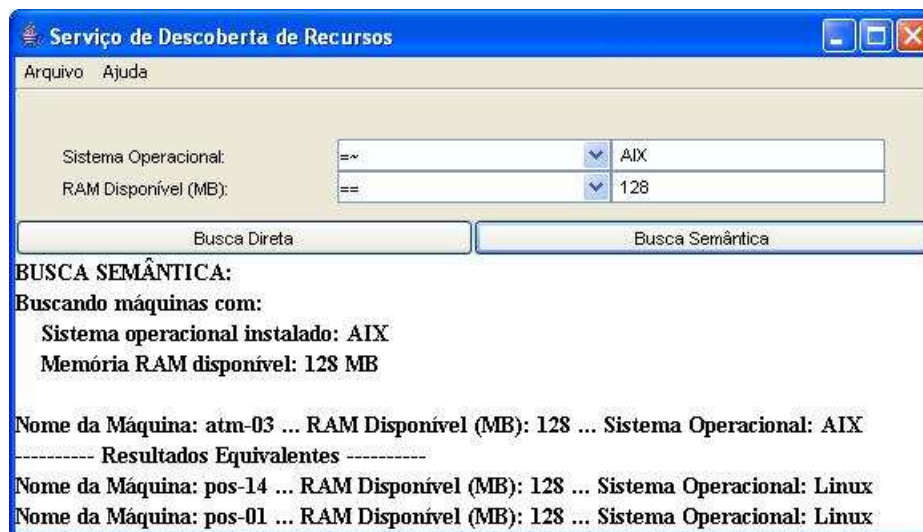 Serviço de Descoberta de Recursos
Arquivo Ajuda
Sistema Operacional: =~ AIX
RAM Disponível (MB): == 128
Busca Direta Busca Semântica
BUSCA SEMÂNTICA:
Buscando máquinas com:
Sistema operacional instalado: AIX
Memória RAM disponível: 128 MB
Nome da Máquina: atm-03 ... RAM Disponível (MB): 128 ... Sistema Operacional: AIX
---------- Resultados Equivalentes ----------
Nome da Máquina: pos-14 ... RAM Disponível (MB): 128 ... Sistema Operacional: Linux
Nome da Máquina: pos-01 ... RAM Disponível (MB): 128 ... Sistema Operacional: Linux